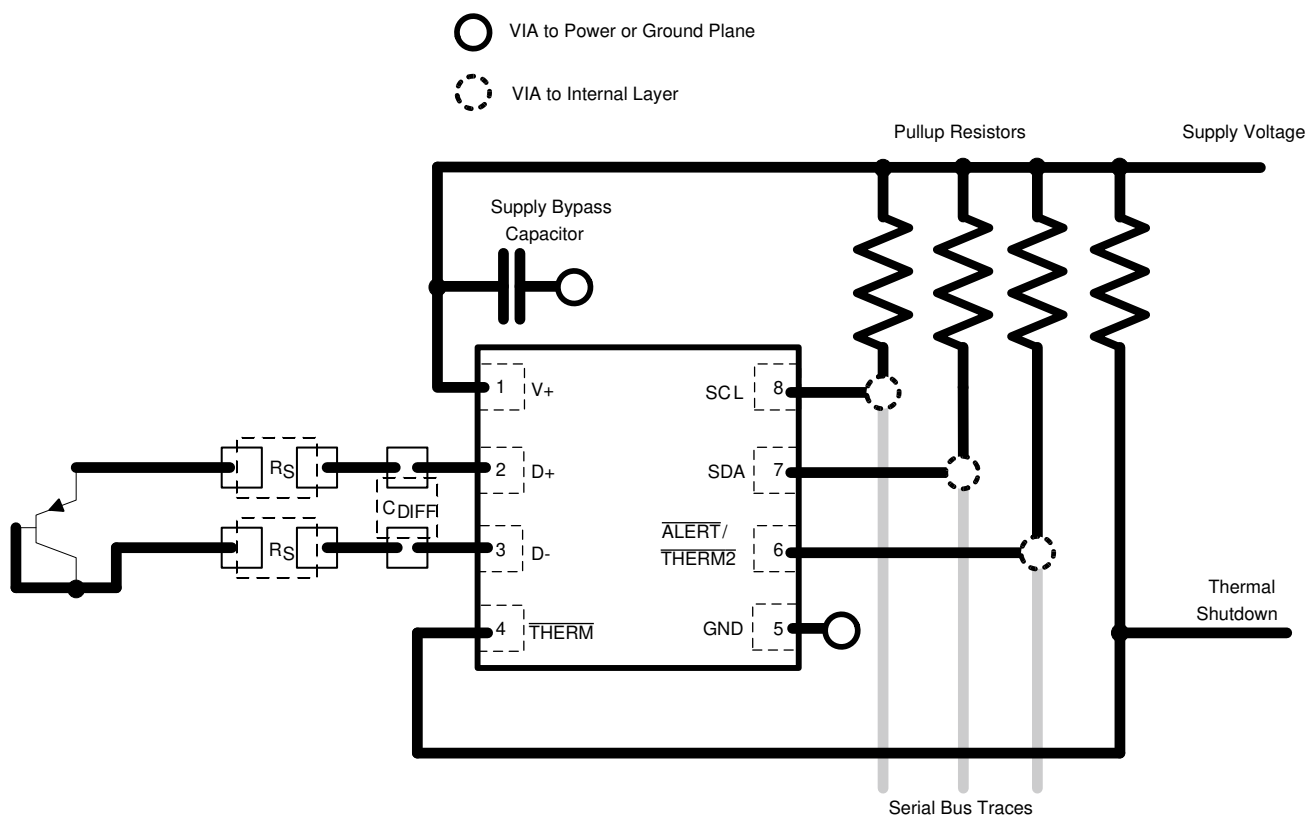 VIA to Power or Ground Plane
VIA to Internal Layer
Pullup Resistors
Supply Voltage
Supply Bypass
Capacitor
1
V+
SCL
8
RS
2
D+
SDA
7
CDIFF
RS
3
D-
ALERT/
THERM2
6
4
THERM
GND
5
Thermal
Shutdown
Serial Bus Traces